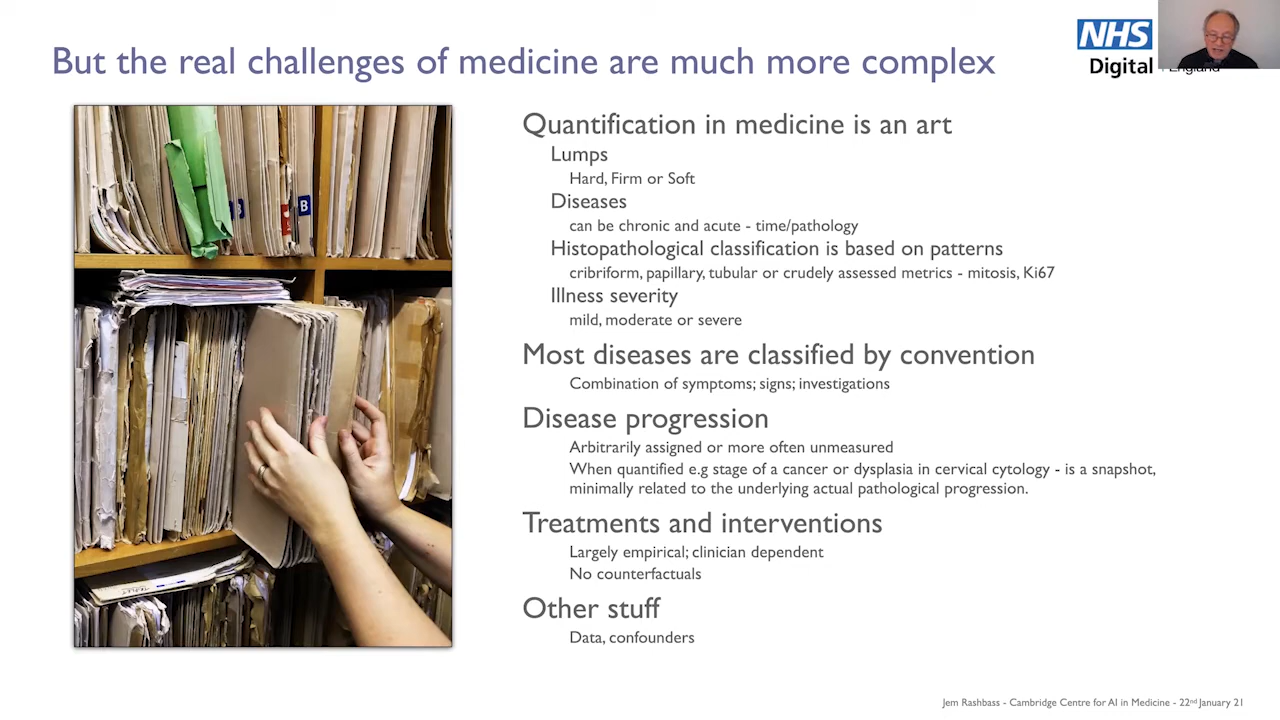 But the real challenges of medicine are much more complex
NHS
Digital
England
Quantification in medicine is an art
Lumps
Hard, Firm or Soft
Diseases
can be chronic and acute - time/pathology
Histopathological classification is based on patterns
cribriform, papillary, tubular or crudely assessed metrics - mitosis, Ki67
Illness severity
mild, moderate or severe
Most diseases are classified by convention
Combination of symptoms; signs; investigations
Disease progression
Arbitrarily assigned or more often unmeasured
When quantified e.g stage of a cancer or dysplasia in cervical cytology - is a snapshot,
minimally related to the underlying actual pathological progression.
Treatments and interventions
Largely empirical; clinician dependent
No counterfactuals
Other stuff
Data, confounders
B
B
Jem Rashbass - Cambridge Centre for AI in Medicine - 22nd January 21